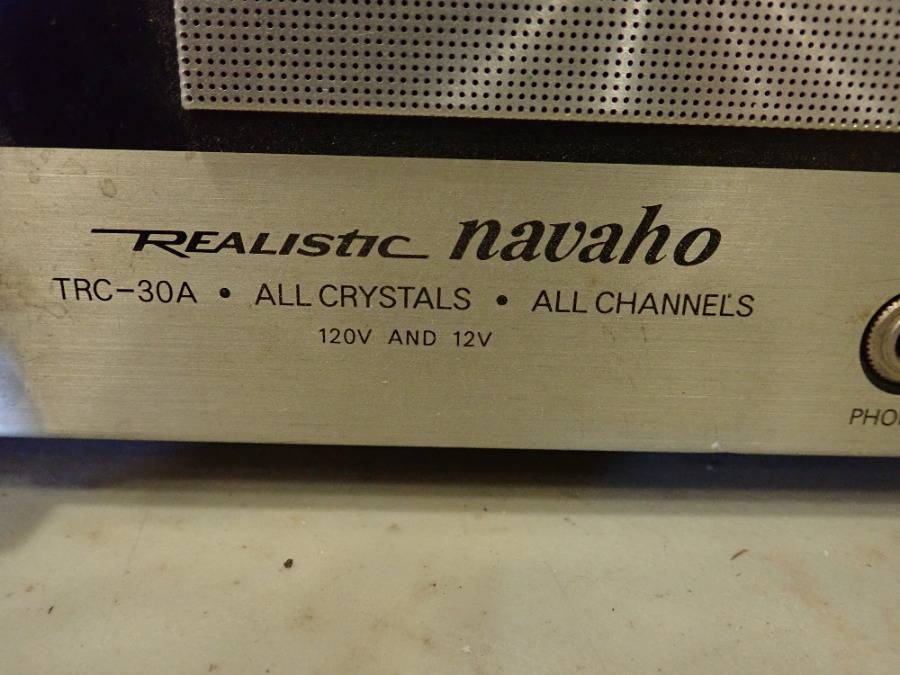 REALISTIC navaho
TRC-30A • ALL CRYSTALS • ALL CHANNELS
120V AND 12V